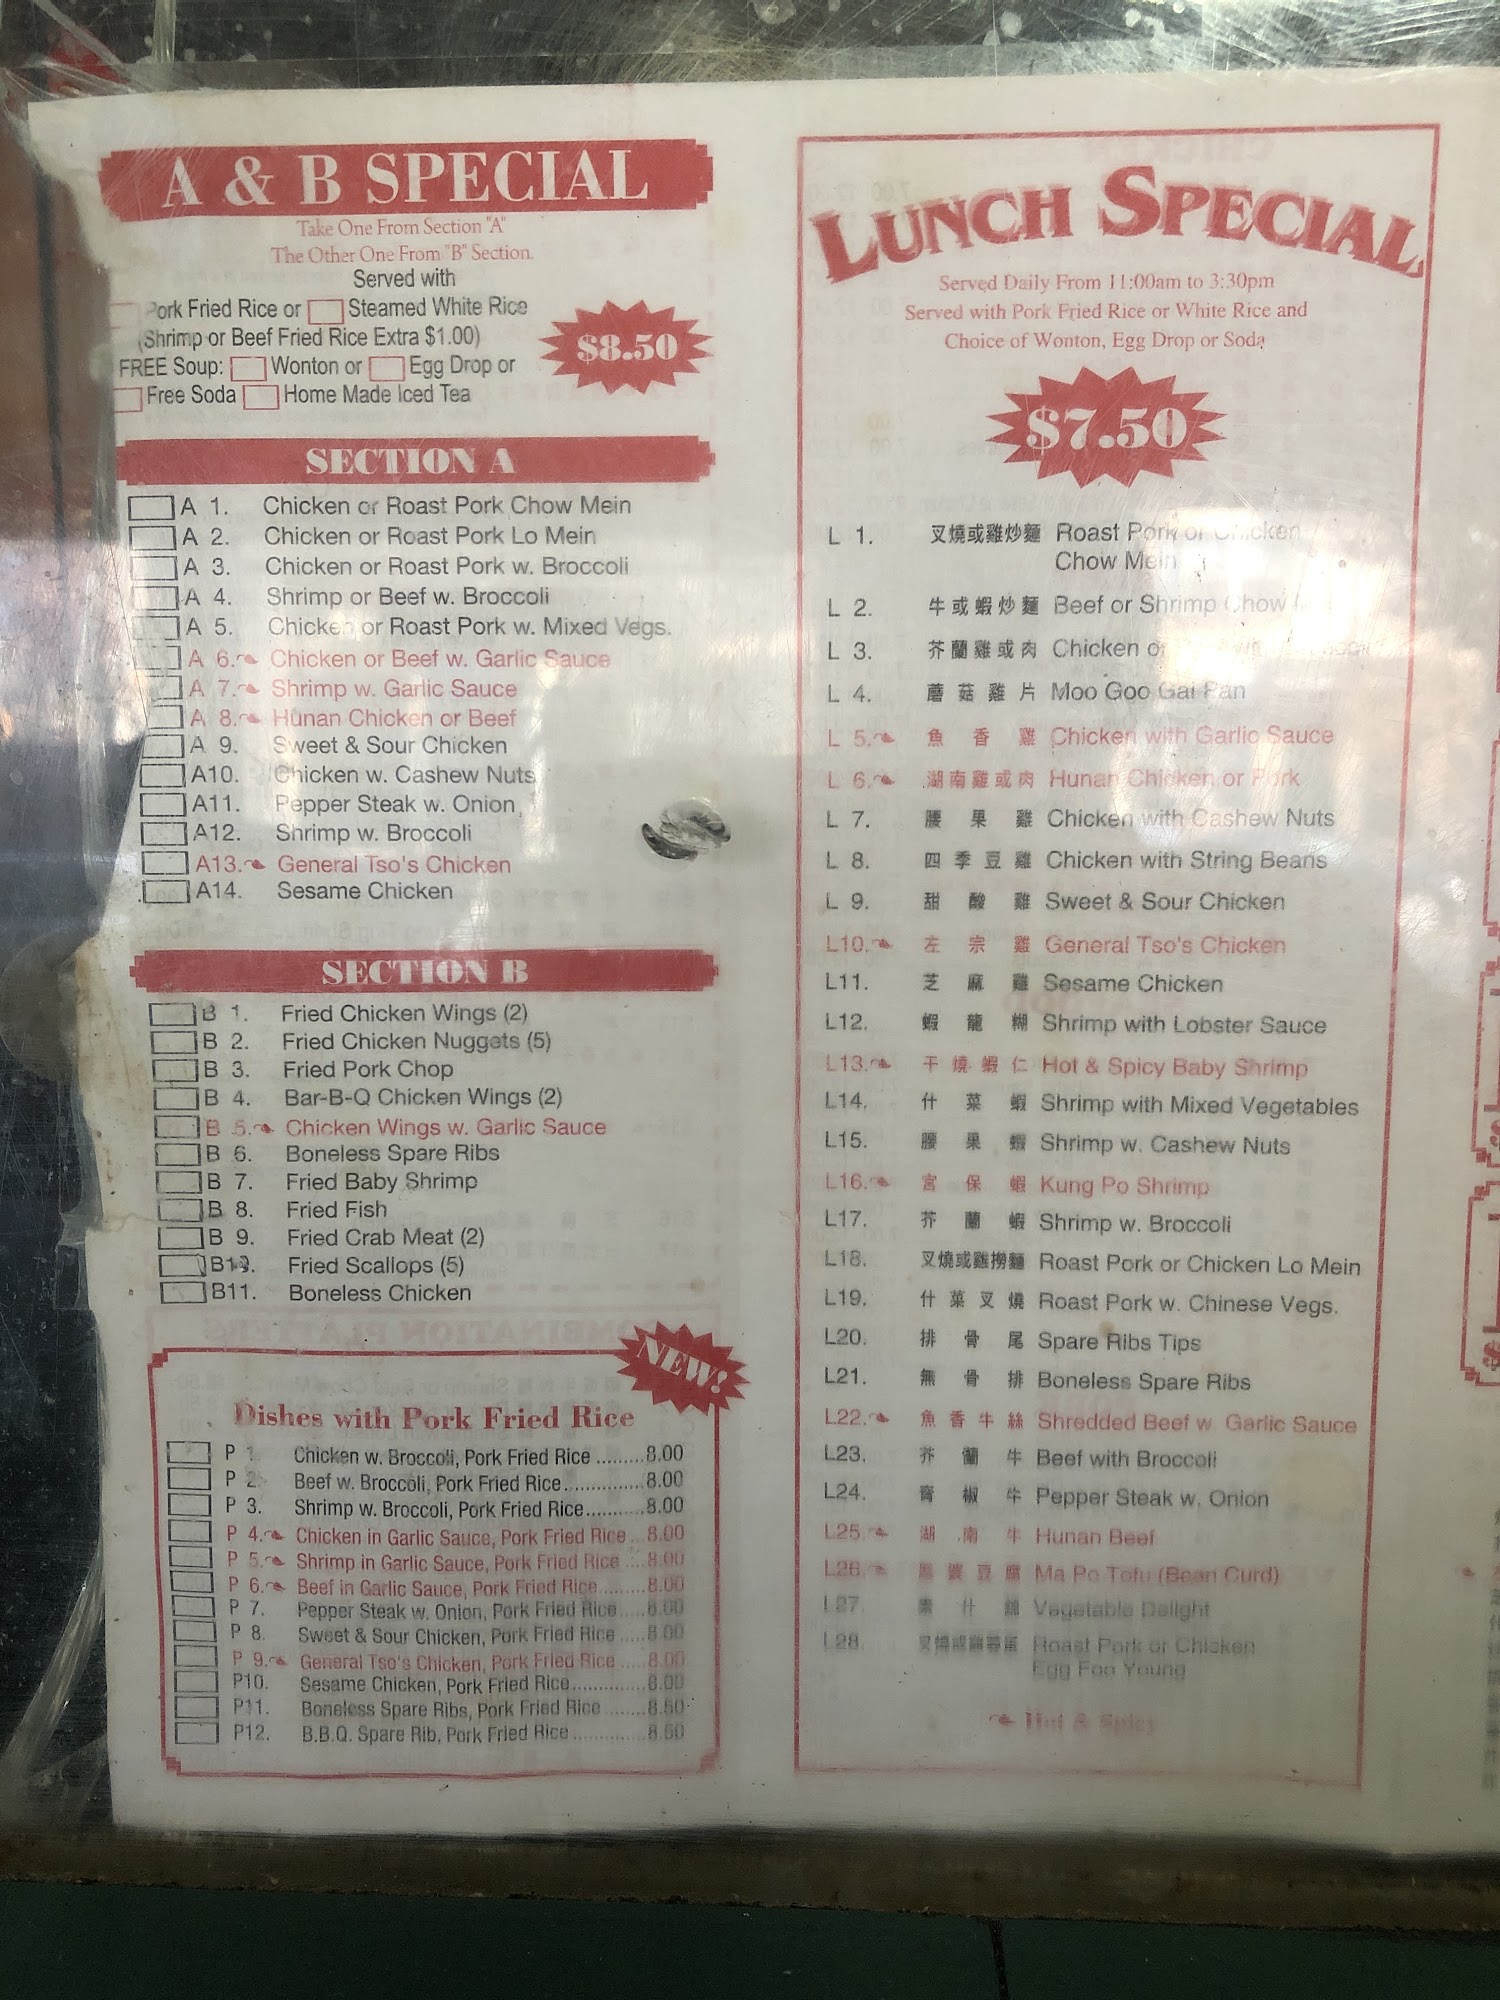 A & B SPECIAL
Take One From Section "A"
The Other One From "B" Section.
Served with
Pork Fried Rice or Steamed White Rice
(Shrimp or Beef Fried Rice Extra $1.00)
FREE Soup: Wonton or Egg Drop or
Free Soda Home Made Iced Tea
$8.50
SECTION A
A 1. Chicken or Roast Pork Chow Mein
A 2. Chicken or Roast Pork Lo Mein
A 3. Chicken or Roast Pork w. Broccoli
A 4. Shrimp or Beef w. Broccoli
A 5. Chicken or Roast Pork w. Mixed Vegs.
A 6. Chicken or Beef w. Garlic Sauce
A 7. Shrimp w. Garlic Sauce
A 8. Hunan Chicken or Beef
A 9. Sweet & Sour Chicken
A10. Chicken w. Cashew Nuts
A11. Pepper Steak w. Onion
A12. Shrimp w. Broccoli
A13. General Tso's Chicken
A14. Sesame Chicken
SECTION B
B 1. Fried Chicken Wings (2)
B 2. Fried Chicken Nuggets (5)
B 3. Fried Pork Chop
B 4. Bar-B-Q Chicken Wings (2)
B 5. Chicken Wings w. Garlic Sauce
B 6. Boneless Spare Ribs
B 7. Fried Baby Shrimp
B 8. Fried Fish
B 9. Fried Crab Meat (2)
B10. Fried Scallops (5)
B11. Boneless Chicken
NEW!
Dishes with Pork Fried Rice
P 1. Chicken w. Broccoli, Pork Fried Rice .........8.00
P 2. Beef w. Broccoli, Pork Fried Rice...............8.00
P 3. Shrimp w. Broccoli, Pork Fried Rice...........8.00
P 4. Chicken in Garlic Sauce, Pork Fried Rice ...8.00
P 5. Shrimp in Garlic Sauce, Pork Fried Rice ....8.00
P 6. Beef in Garlic Sauce, Pork Fried Rice.........8.00
P 7. Pepper Steak w. Onion, Pork Fried Rice.....8.00
P 8. Sweet & Sour Chicken, Pork Fried Rice .....8.00
P 9. General Tso's Chicken, Pork Fried Rice .....8.00
P10. Sesame Chicken, Pork Fried Rice..............8.00
P11. Boneless Spare Ribs, Pork Fried Rice ........8.50
P12. B.B.Q. Spare Rib, Pork Fried Rice .............8.50
LUNCH SPECIAL
Served Daily From 11:00am to 3:30pm
Served with Pork Fried Rice or White Rice and
Choice of Wonton, Egg Drop or Soda
$7.50
L 1. 叉燒或雞炒麵 Roast Pork or Chicken
Chow Mein
L 2. 牛或蝦炒麵 Beef or Shrimp Chow
L 3. 芥蘭雞或肉 Chicken or
L 4. 蘑菇雞片 Moo Goo Gai Pan
L 5. 魚香雞 Chicken with Garlic Sauce
L 6. 湖南雞或肉 Hunan Chicken or Pork
L 7. 腰果雞 Chicken with Cashew Nuts
L 8. 四季豆雞 Chicken with String Beans
L 9. 甜酸雞 Sweet & Sour Chicken
L10. 左宗雞 General Tso's Chicken
L11. 芝麻雞 Sesame Chicken
L12. 蝦龍糊 Shrimp with Lobster Sauce
L13. 干燒蝦仁 Hot & Spicy Baby Shrimp
L14. 什菜蝦 Shrimp with Mixed Vegetables
L15. 腰果蝦 Shrimp w. Cashew Nuts
L16. 宮保蝦 Kung Po Shrimp
L17. 芥蘭蝦 Shrimp w. Broccoli
L18. 叉燒或雞撈麵 Roast Pork or Chicken Lo Mein
L19. 什菜叉燒 Roast Pork w. Chinese Vegs.
L20. 排骨尾 Spare Ribs Tips
L21. 無骨排 Boneless Spare Ribs
L22. 魚香牛絲 Shredded Beef w. Garlic Sauce
L23. 芥蘭牛 Beef with Broccoli
L24. 青椒牛 Pepper Steak w. Onion
L25. 湖南牛 Hunan Beef
L26. 麻婆豆腐 Ma Po Tofu (Bean Curd)
L27. 素什錦 Vegetable Delight
L28. 叉燒或雞蓉蛋 Roast Pork or Chicken
Egg Foo Young
Hot & Spicy